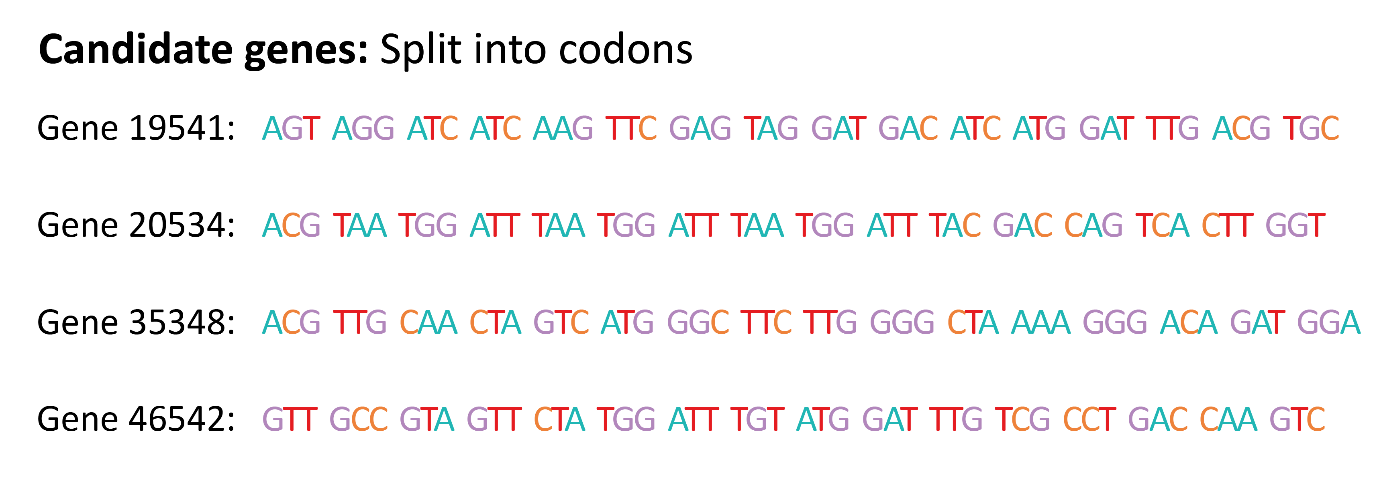 Candidate genes: Split into codons
Gene 19541: AGT AGG ATC ATC AAG TTC GAG TAG GAT GAC ATC ATG GAT TTG ACG TGC
Gene 20534: ACG TAA TGG ATT TAA TGG ATT TAA TGG ATT TAC GAC CAG TCA CTT GGT
Gene 35348: ACG TTG CAA CTA GTC ATG GGC TTC TTG GGG CTA AAA GGG ACA GAT GGA
Gene 46542: GTT GCC GTA GTT CTA TGG ATT TGT ATG GAT TTG TCG CCT GAC CAA GTC